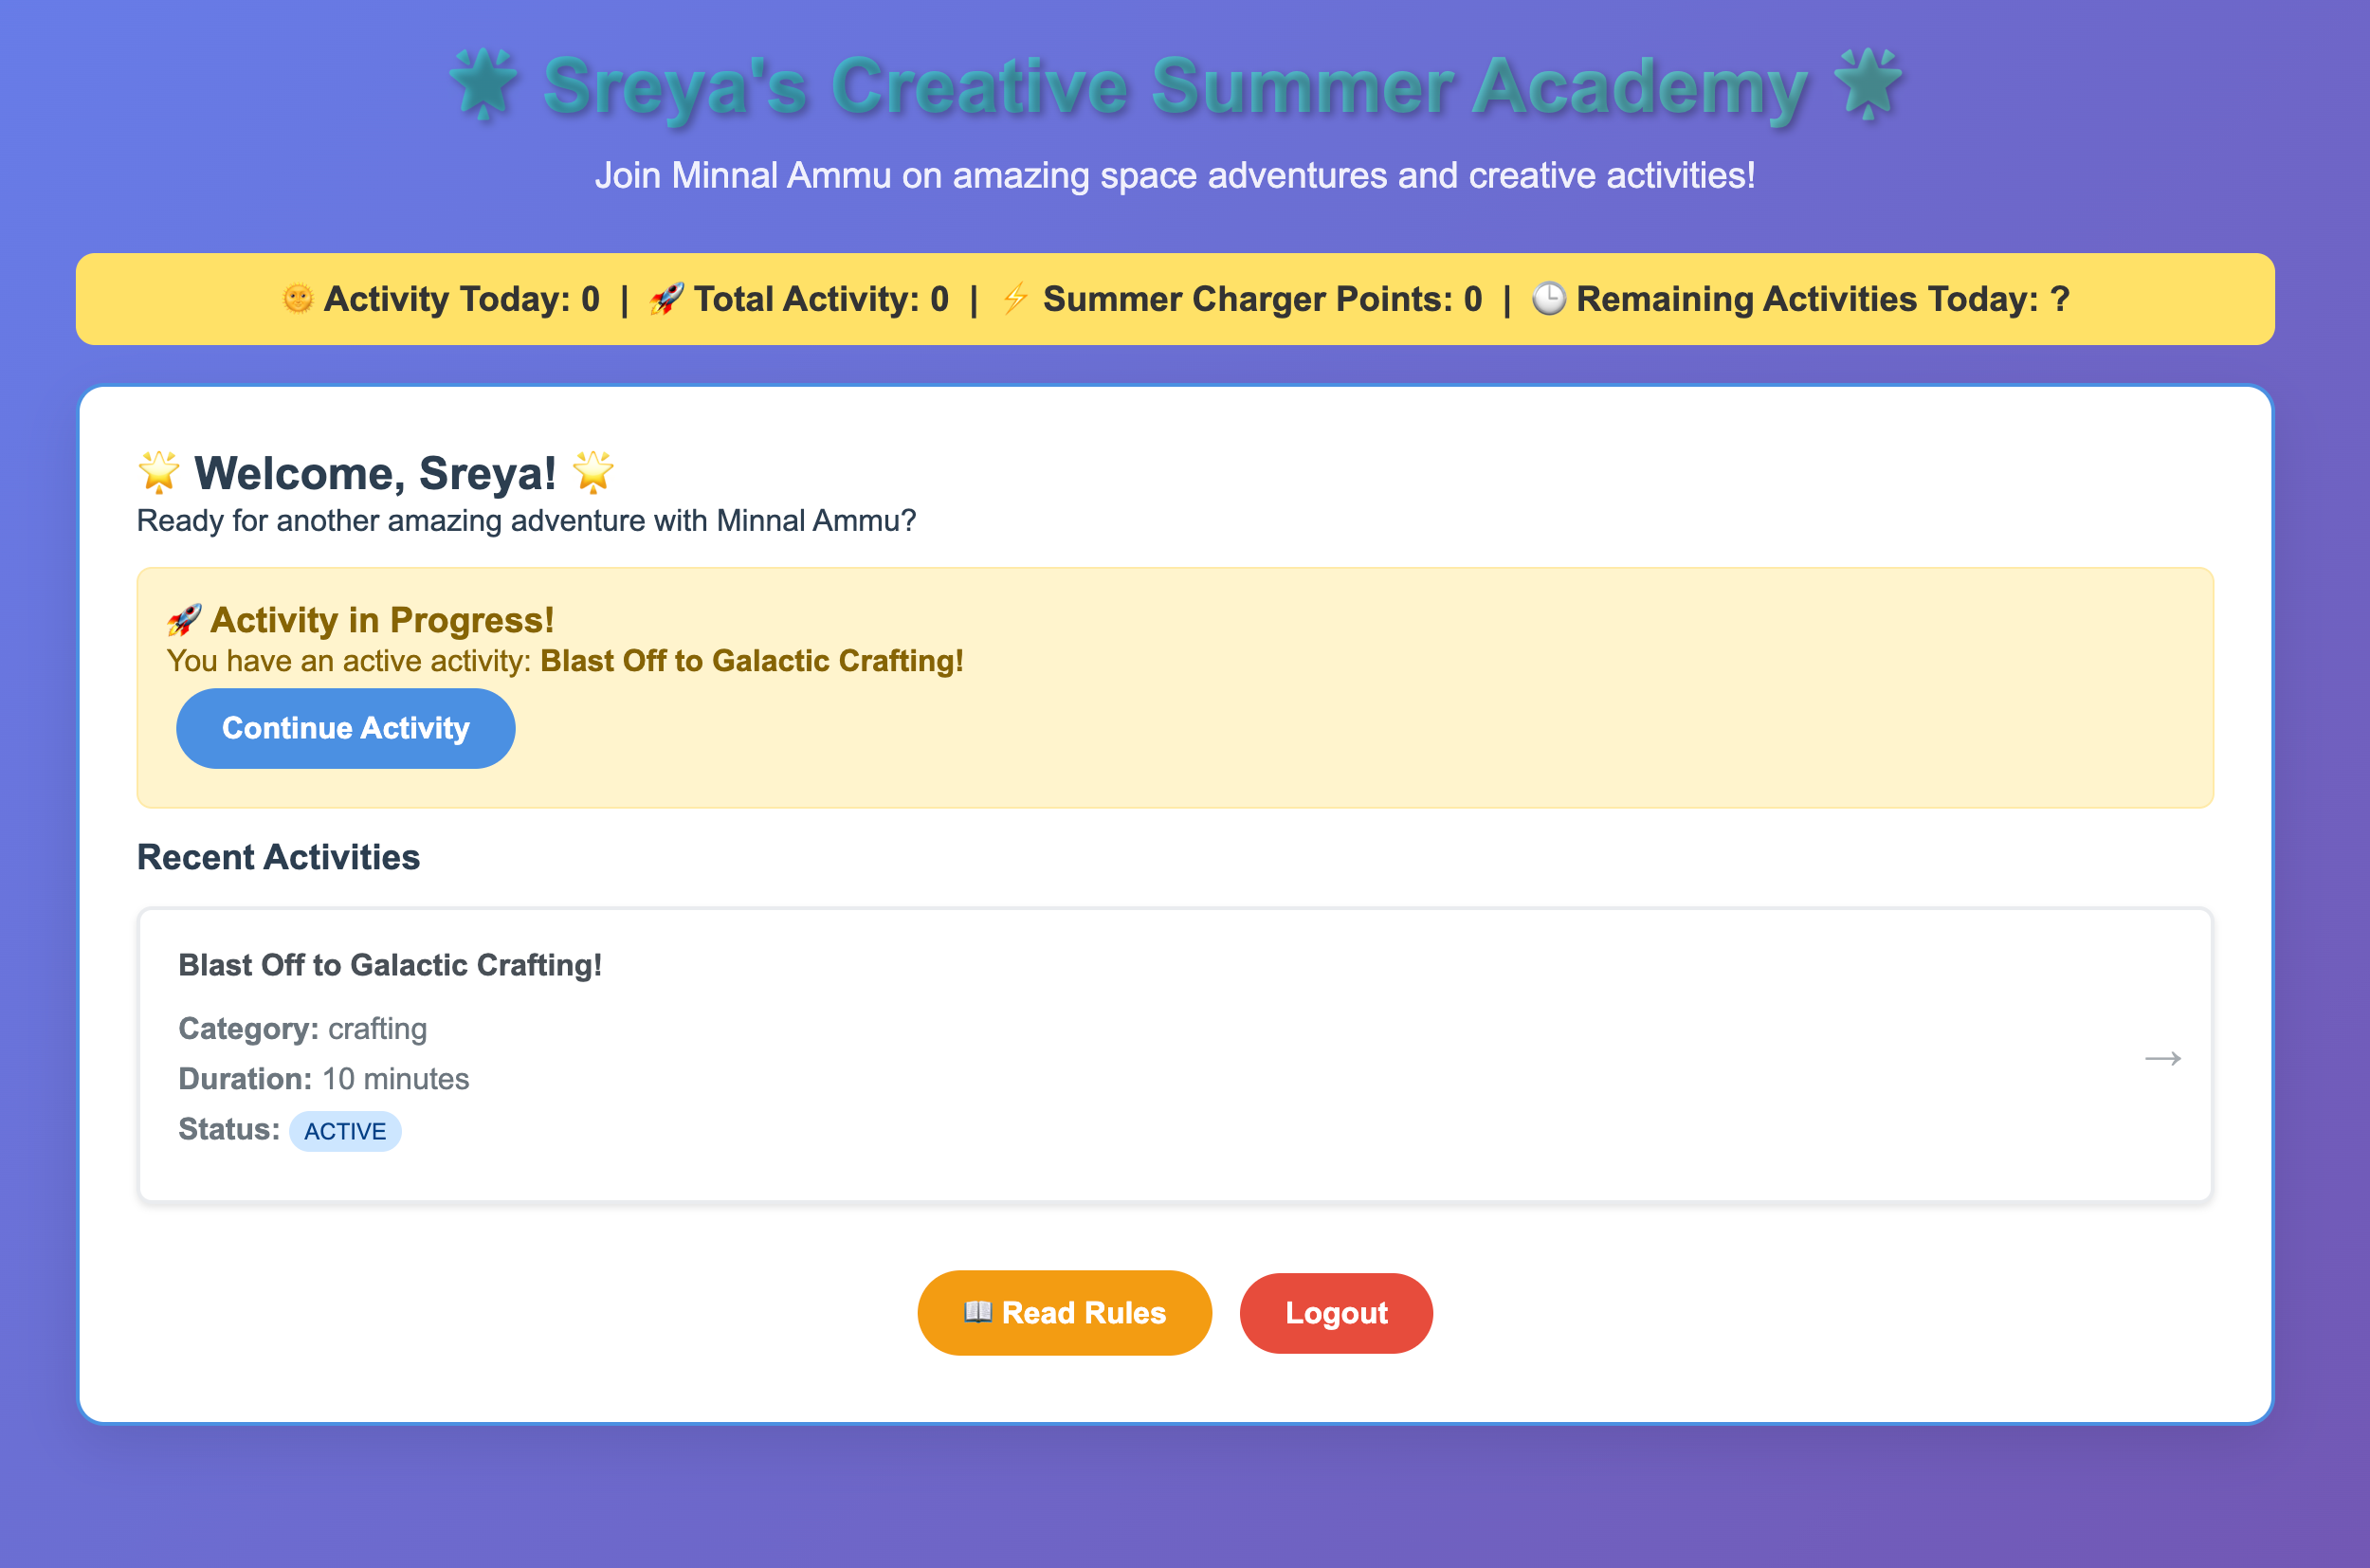 🌟 Sreya's Creative Summer Academy 🌟
Join Minnal Ammu on amazing space adventures and creative activities!
🌞 Activity Today: 0 | 🚀 Total Activity: 0 | ⚡ Summer Charger Points: 0 | 🕒 Remaining Activities Today: ?
🌟 Welcome, Sreya! 🌟
Ready for another amazing adventure with Minnal Ammu?
🚀 Activity in Progress!
You have an active activity: Blast Off to Galactic Crafting!
Continue Activity
Recent Activities
Blast Off to Galactic Crafting!
Category: crafting
Duration: 10 minutes
Status: ACTIVE
→
📖 Read Rules
Logout